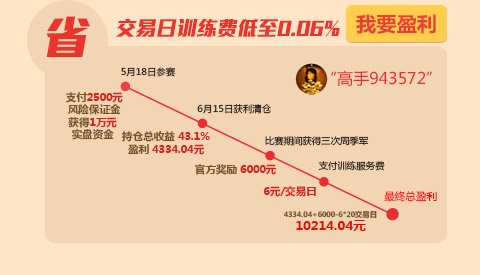 省
交易日训练费低至0.06%
我要盈利
"高手943572"
5月18日参赛
支付2500元
风险保证金
获得1万元
实盘资金
6月15日获利清仓
持仓总收益 43.1%
盈利 4334.04元
比赛期间获得三次周季军
官方奖励 6000元
支付训练服务费
6元/交易日
最终总盈利
4334.04+6000-6*20交易日
10214.04元